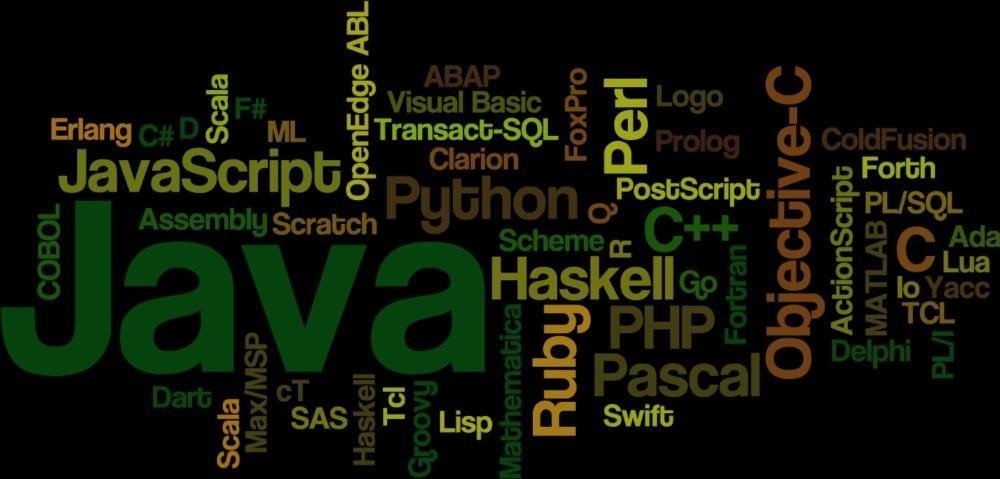 OpenEdge ABL
ABAP
Scala
F#
Visual Basic
FoxPro
Perl
Logo
Objective-C
Erlang
C#
D
ML
Transact-SQL
Prolog
ColdFusion
JavaScript
Clarion
Forth
Python
PostScript
ActionScript
PL/SQL
COBOL
Assembly
Scratch
Q
C++
MATLAB
C
Ada
Java
Scheme
R
Lua
Haskell
Go
Fortran
Io
Yacc
Mathematica
Ruby
PHP
TCL
PL/I
Delphi
Pascal
Dart
Scala
Max/MSP
cT
SAS
Haskell
Tcl
Groovy
Lisp
Swift